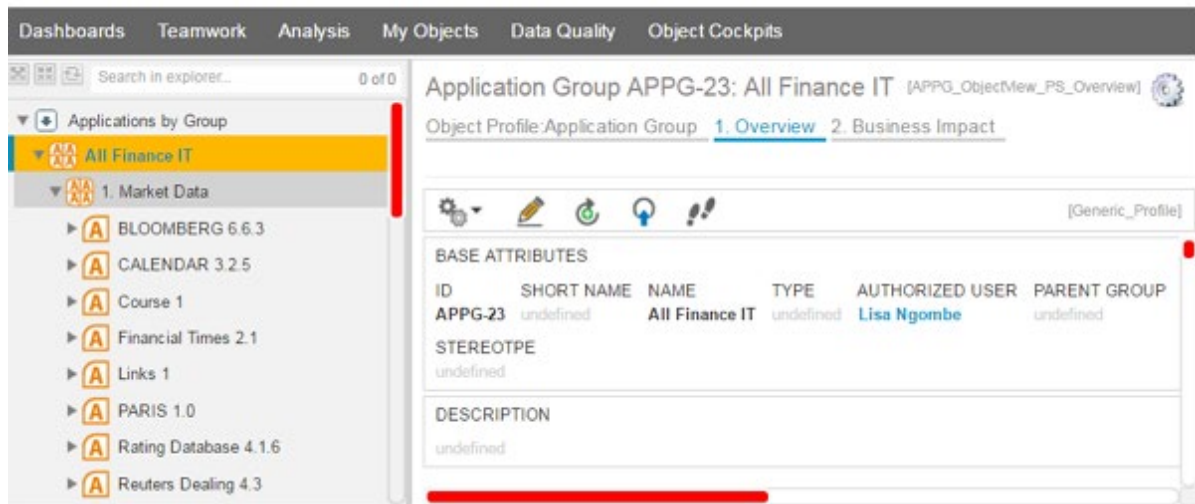 Dashboards Teamwork Analysis My Objects Data Quality Object Cockpits
Search in explorer... 0 of 0
Applications by Group
All Finance IT
1. Market Data
BLOOMBERG 6.6.3
CALENDAR 3.2.5
Course 1
Financial Times 2.1
Links 1
PARIS 1.0
Rating Database 4.1.6
Reuters Dealing 4.3
Application Group APPG-23: All Finance IT [APPG_ObjectView_PS_Overview]
Object Profile:Application Group 1. Overview 2. Business Impact
[Generic_Profile]
BASE ATTRIBUTES
ID SHORT NAME NAME TYPE AUTHORIZED USER PARENT GROUP
APPG-23 undefined All Finance IT undefined Lisa Ngombe undefined
STEREOTPE
undefined
DESCRIPTION
undefined